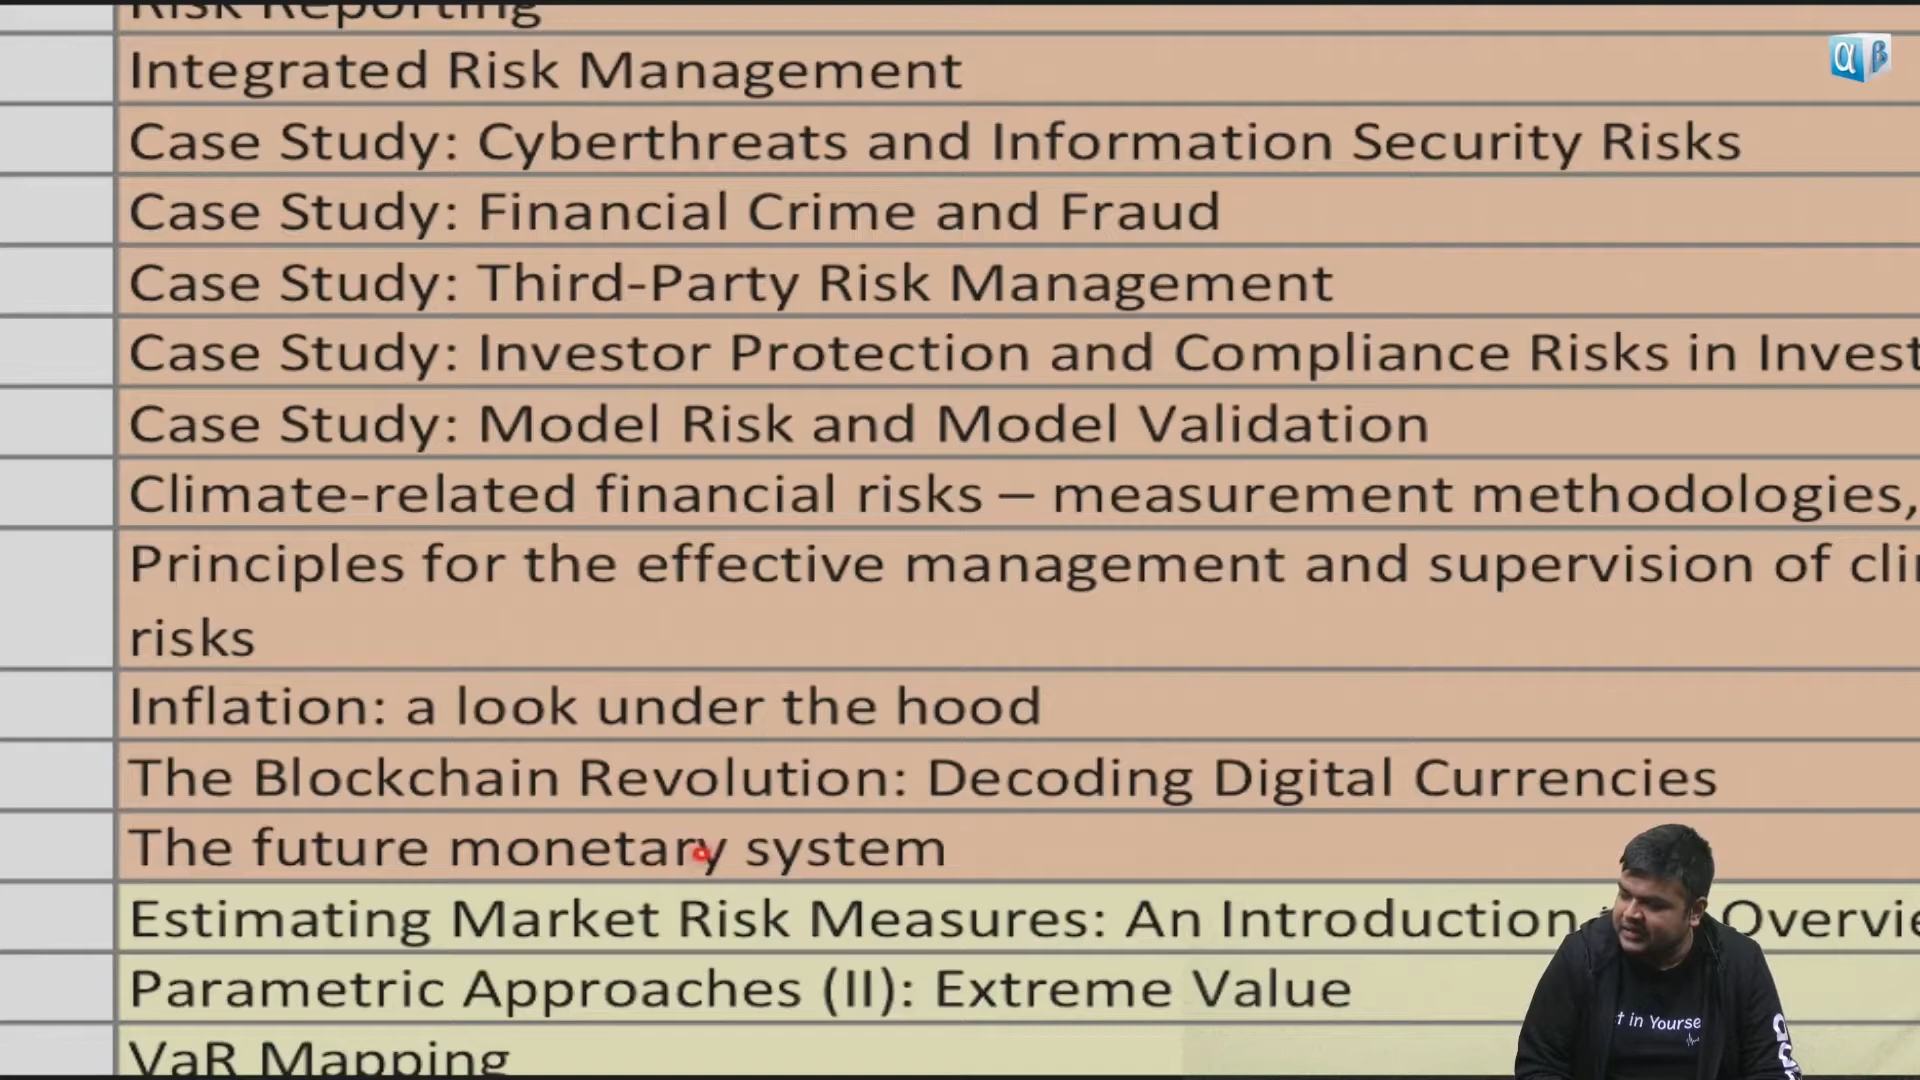 Risk Reporting
Integrated Risk Management
Case Study: Cyberthreats and Information Security Risks
Case Study: Financial Crime and Fraud
Case Study: Third-Party Risk Management
Case Study: Investor Protection and Compliance Risks in Invest
Case Study: Model Risk and Model Validation
Climate-related financial risks – measurement methodologies,
Principles for the effective management and supervision of cli
risks
Inflation: a look under the hood
The Blockchain Revolution: Decoding Digital Currencies
The future monetary system
Estimating Market Risk Measures: An Introduction Overvie
Parametric Approaches (II): Extreme Value
VaR Mapping
α β
t in Yourse